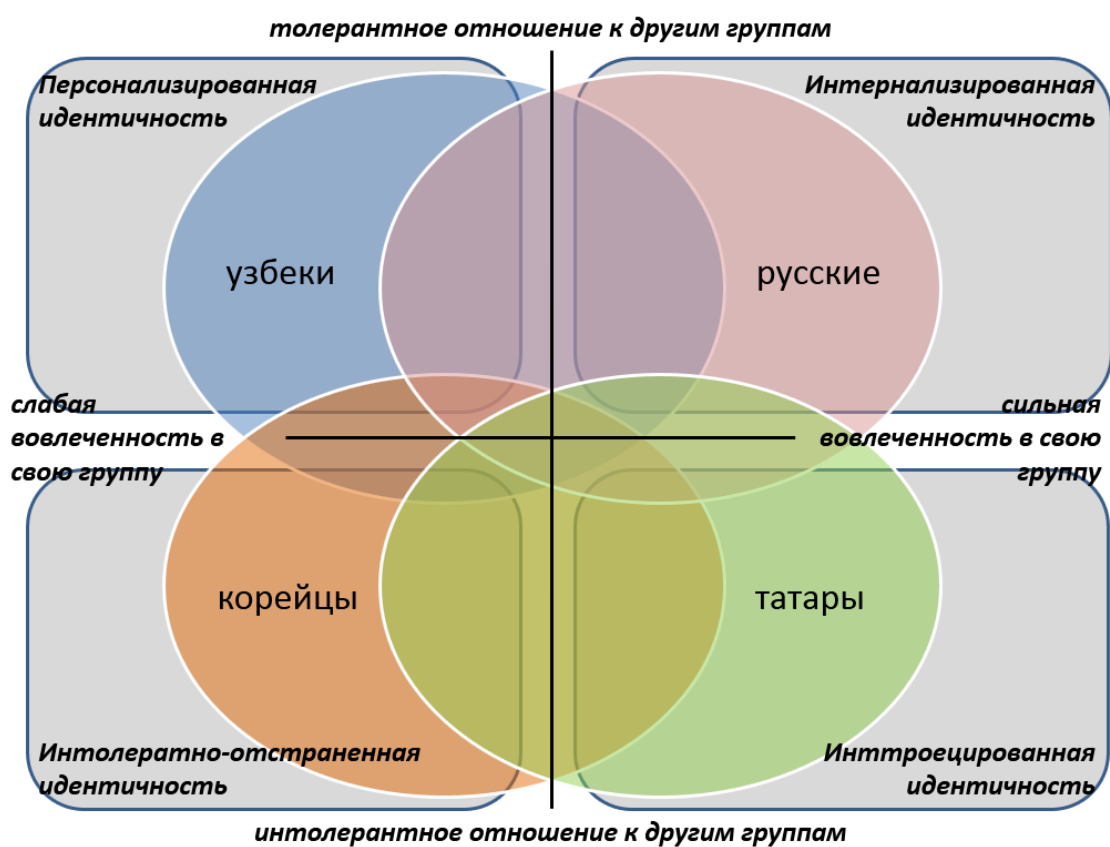 толерантное отношение к другим группам
Персонализированная
идентичность
Интернализированная
идентичность
узбеки
русские
слабая
вовлеченность в
свою группу
сильная
вовлеченность в свою
группу
корейцы
татары
Интолератно-отстраненная
идентичность
Инттроецированная
идентичность
интолерантное отношение к другим группам